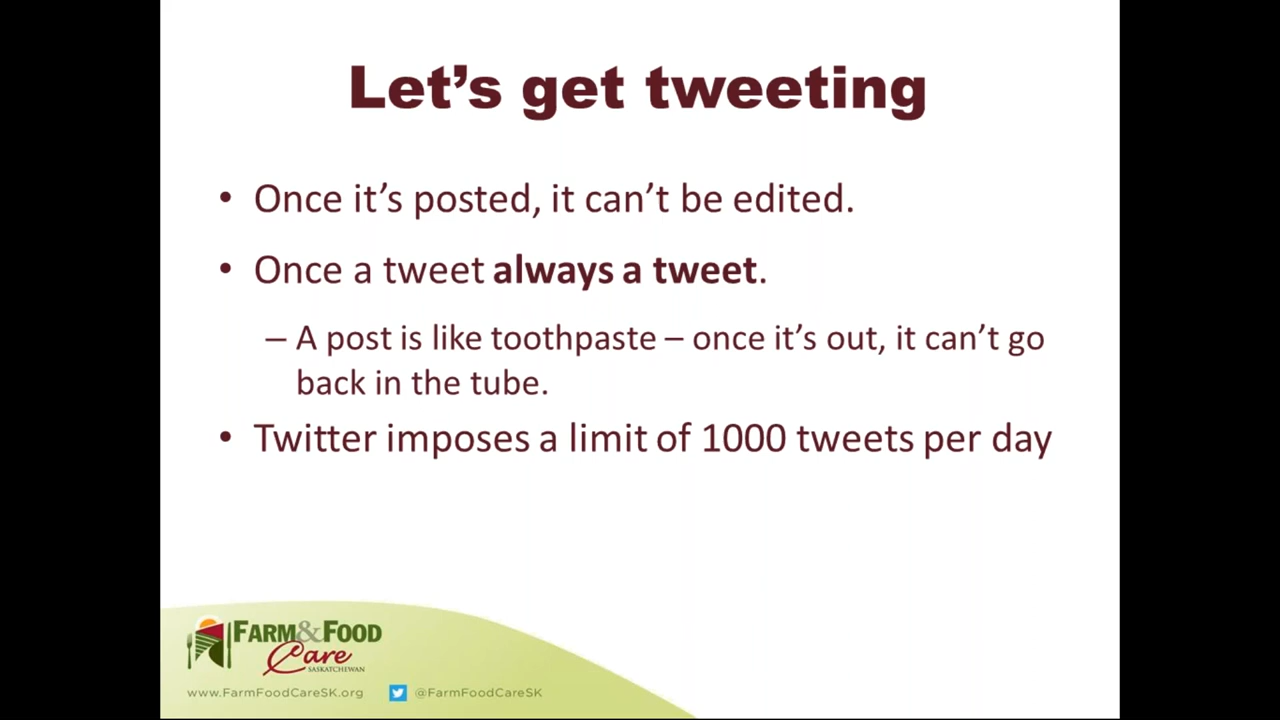 Let’s get tweeting
• Once it’s posted, it can’t be edited.
• Once a tweet always a tweet.
– A post is like toothpaste – once it’s out, it can’t go
back in the tube.
• Twitter imposes a limit of 1000 tweets per day
FARM&FOOD
Care
SASKATCHEWAN
www.FarmFoodCareSK.org @FarmFoodCareSK